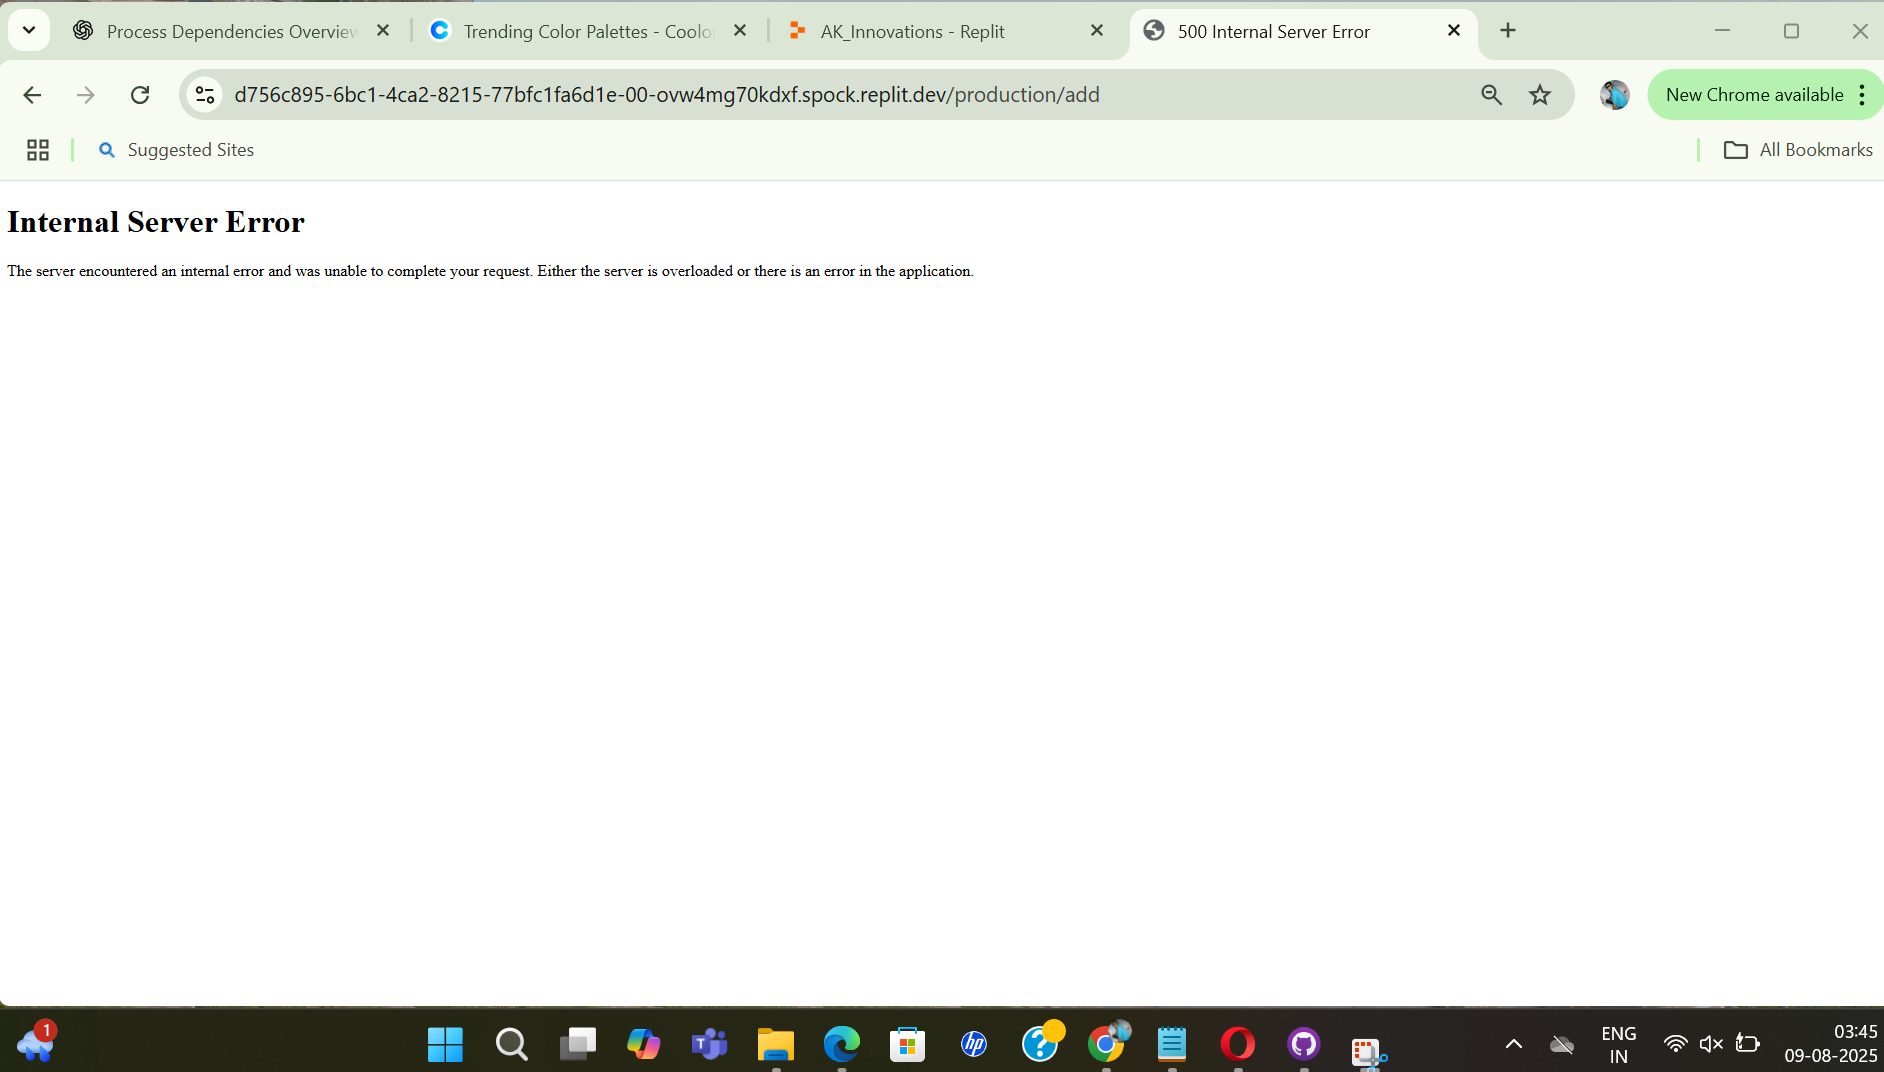 Process Dependencies Overview
Trending Color Palettes - Coolo
AK_Innovations - Replit
500 Internal Server Error
d756c895-6bc1-4ca2-8215-77bfc1fa6d1e-00-ovw4mg70kdxf.spock.replit.dev/production/add
New Chrome available
Suggested Sites
All Bookmarks
Internal Server Error
The server encountered an internal error and was unable to complete your request. Either the server is overloaded or there is an error in the application.
1
T
hp
?
ENG
IN
03:45
09-08-2025